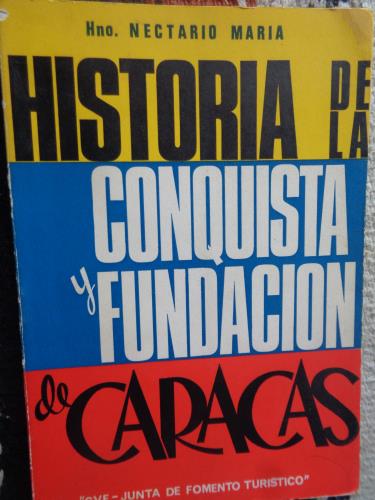 Hno. NECTARIO MARIA
HISTORIA DE LA
CONQUISTA
y FUNDACION
de CARACAS
"CVF - JUNTA DE FOMENTO TURISTICO"